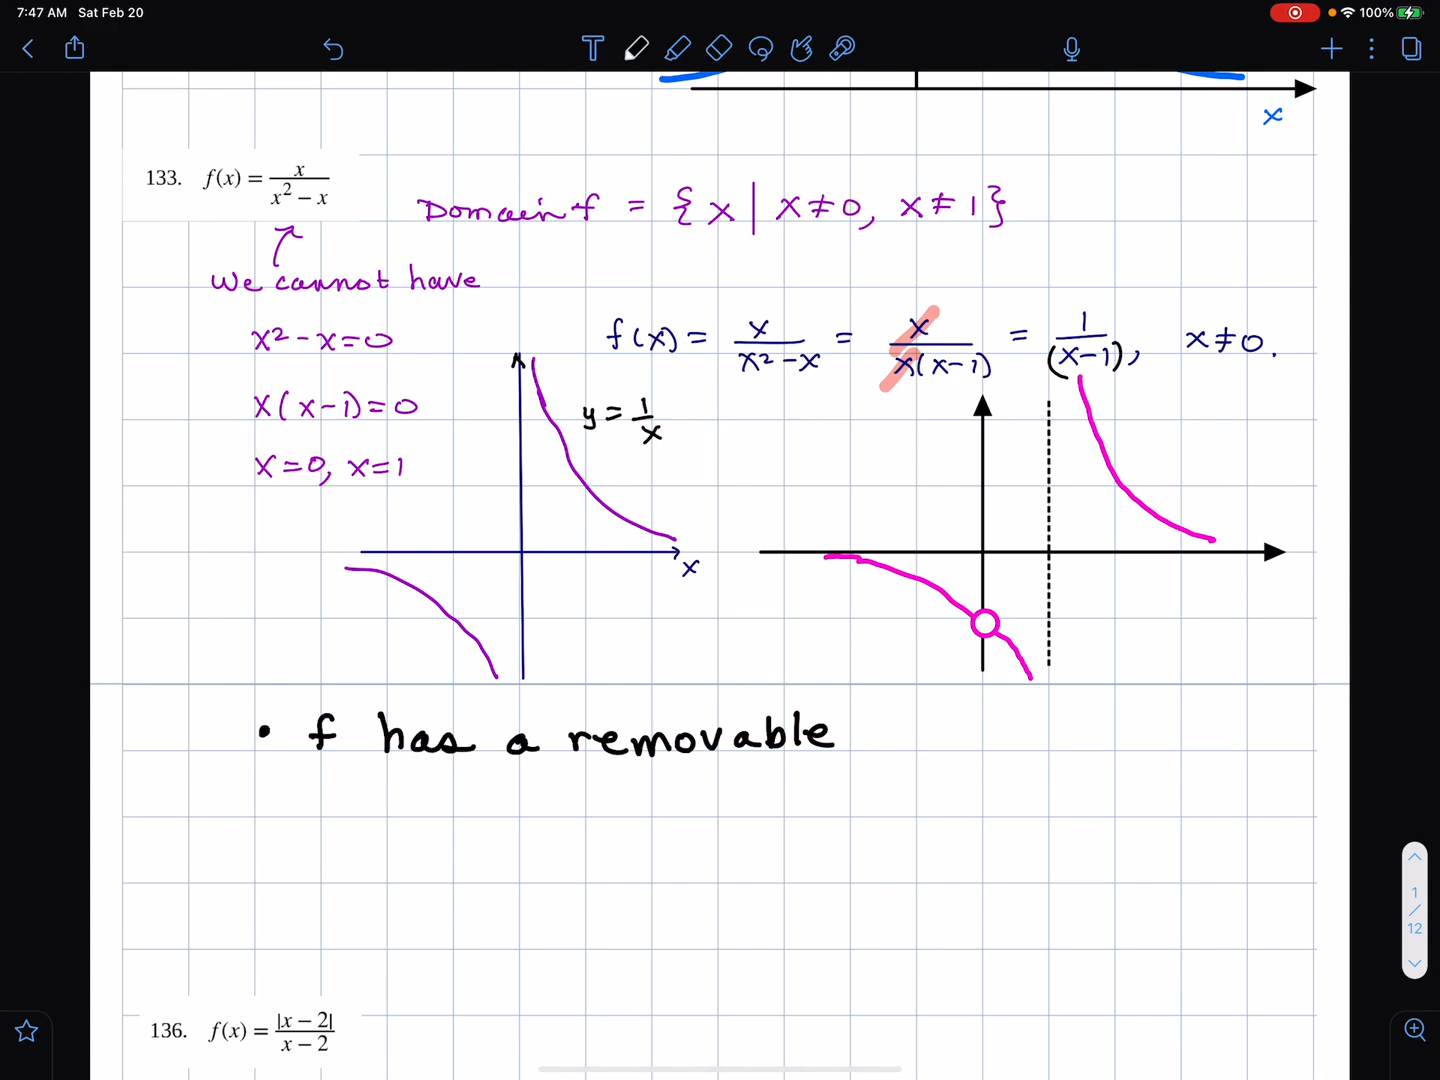 7:47 AM Sat Feb 20
100%
x
133. f(x) = x / (x² − x)
Domain f = { x | x ≠ 0, x ≠ 1}
We cannot have
x² − x = 0
f(x) = x / (x² − x) = x / (x(x−1)) = 1 / (x−1), x ≠ 0.
x(x−1) = 0
y = 1/x
x = 0, x = 1
x
• f has a removable
1 / 12
136. f(x) = |x − 2| / (x − 2)